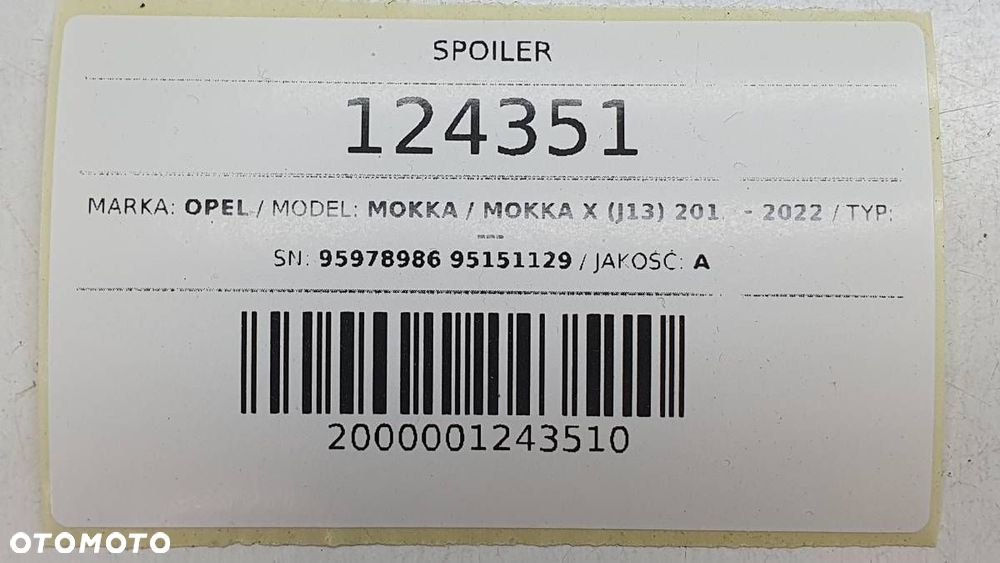 SPOILER
124351
MARKA: OPEL / MODEL: MOKKA / MOKKA X (J13) 201 - 2022 / TYP:
---
SN: 95978986 95151129 / JAKOŚĆ: A
2000001243510
OTOMOTO